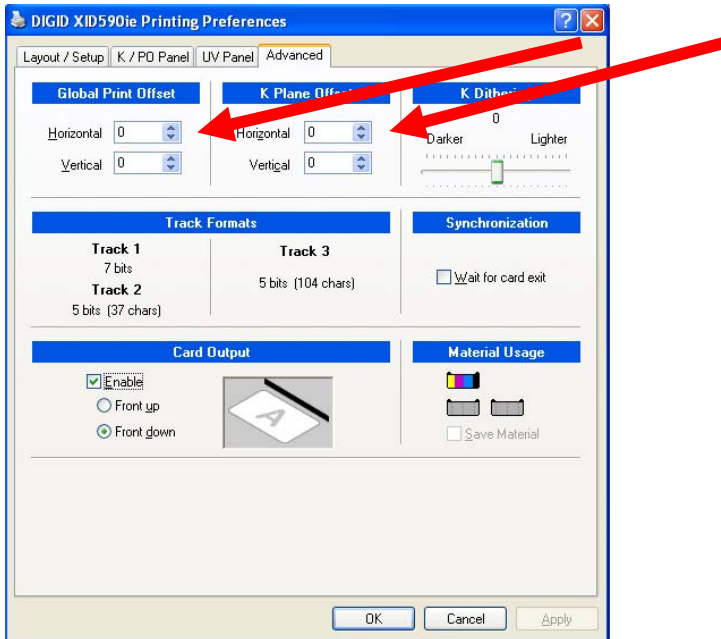 DIGID XID590ie Printing Preferences
Layout / Setup K / PO Panel UV Panel Advanced
Global Print Offset
Horizontal 0
Vertical 0
K Plane
Horizontal 0
Vertical 0
K
0
Darker Lighter
Track Formats
Track 1
7 bits
Track 2
5 bits (37 chars)
Track 3
5 bits (104 chars)
Synchronization
Wait for card exit
Card Output
Enable
Front up
Front down
A
Material Usage
Save Material
OK Cancel Apply